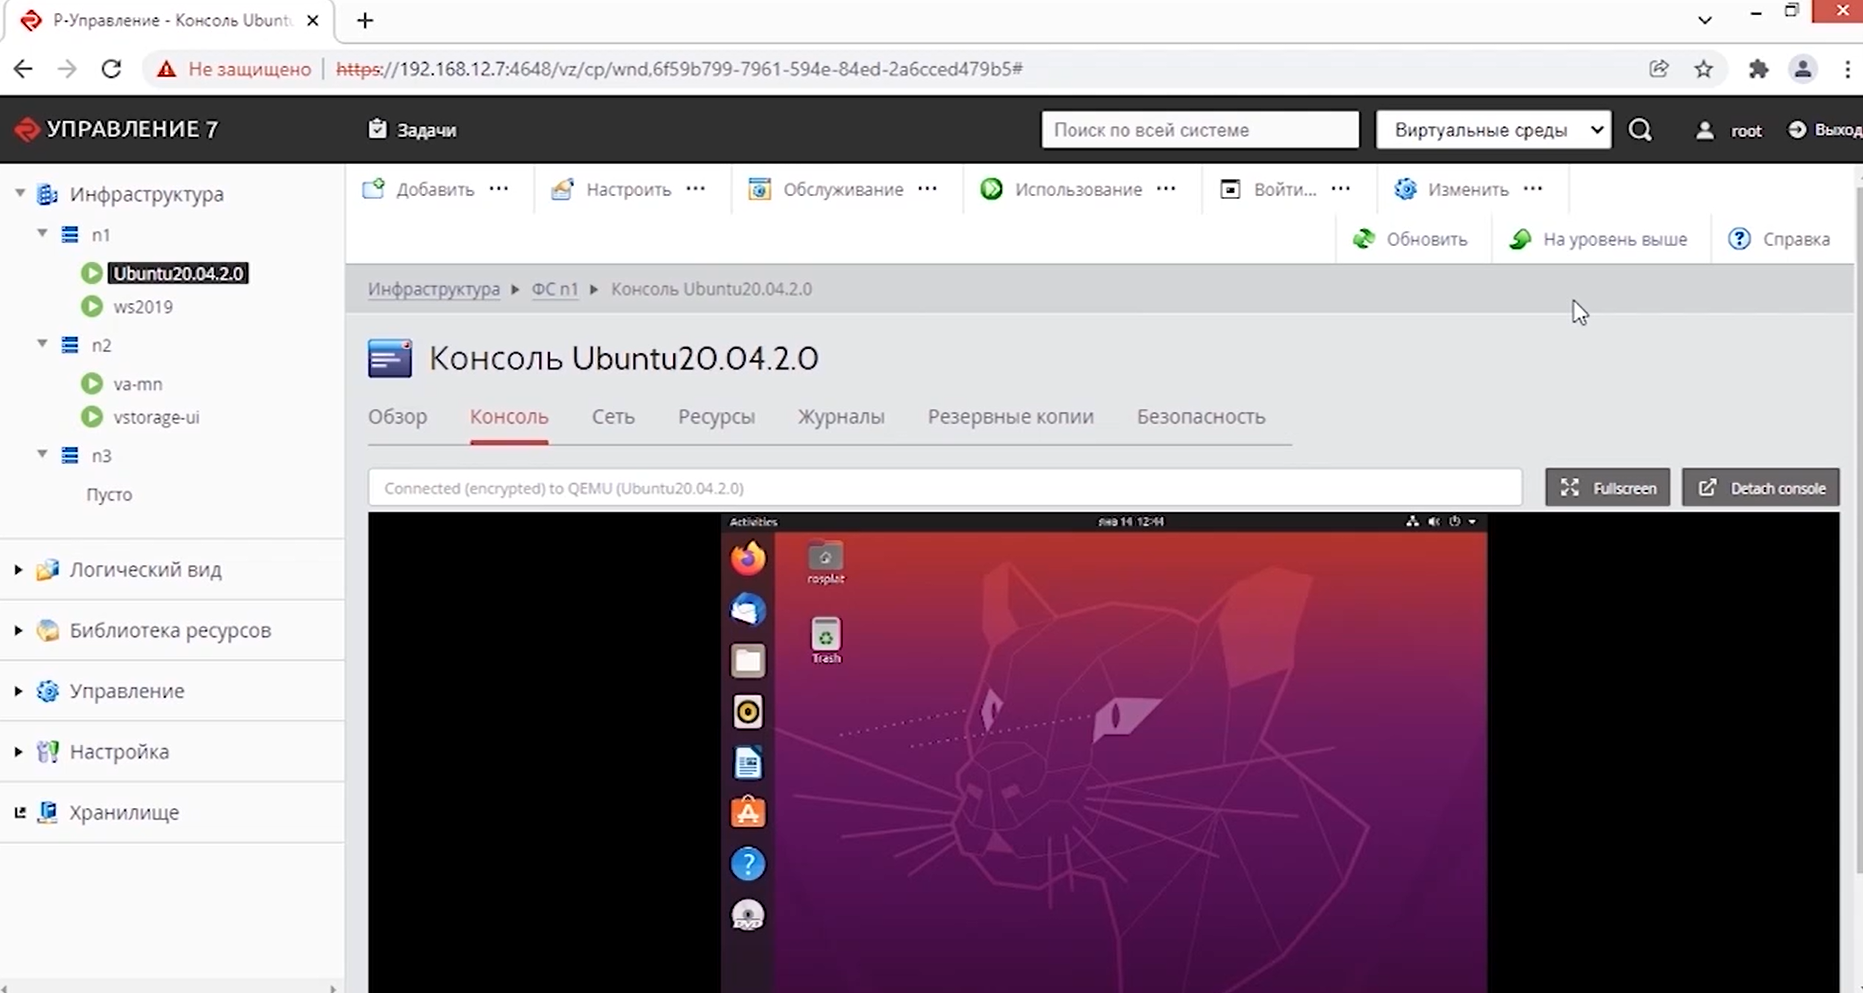 Р-Управление - Консоль Ubuntu
Не защищено
https://192.168.12.7:4648/vz/cp/wnd,6f59b799-7961-594e-84ed-2a6cced479b5#
УПРАВЛЕНИЕ 7
Задачи
Поиск по всей системе
Виртуальные среды
root
Выход
Добавить ...
Настроить ...
Обслуживание ...
Использование ...
Войти... ...
Изменить ...
Обновить
На уровень выше
Справка
Инфраструктура
n1
Ubuntu20.04.2.0
ws2019
n2
va-mn
vstorage-ui
n3
Пусто
Логический вид
Библиотека ресурсов
Управление
Настройка
Хранилище
Инфраструктура ▸ ФС n1 ▸ Консоль Ubuntu20.04.2.0
Консоль Ubuntu20.04.2.0
Обзор
Консоль
Сеть
Ресурсы
Журналы
Резервные копии
Безопасность
Connected (encrypted) to QEMU (Ubuntu20.04.2.0)
Fullscreen
Detach console
Activities
янв 14 12:44
rosplat
Trash
DVD